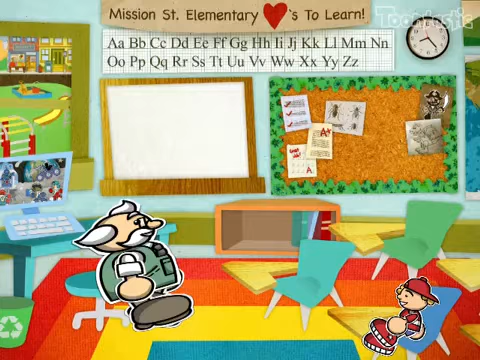 Mission St. Elementary ❤'s To Learn!
Toontastic
Aa Bb Cc Dd Ee Ff Gg Hh Ii Jj Kk Ll Mm Nn
Oo Pp Qq Rr Ss Tt Uu Vv Ww Xx Yy Zz
A+